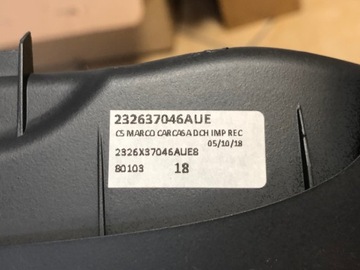 232637046AUE
C5 MARCO CARCASA DCH IMP REC
05/10/18
2326X37046AUE8
80103 18